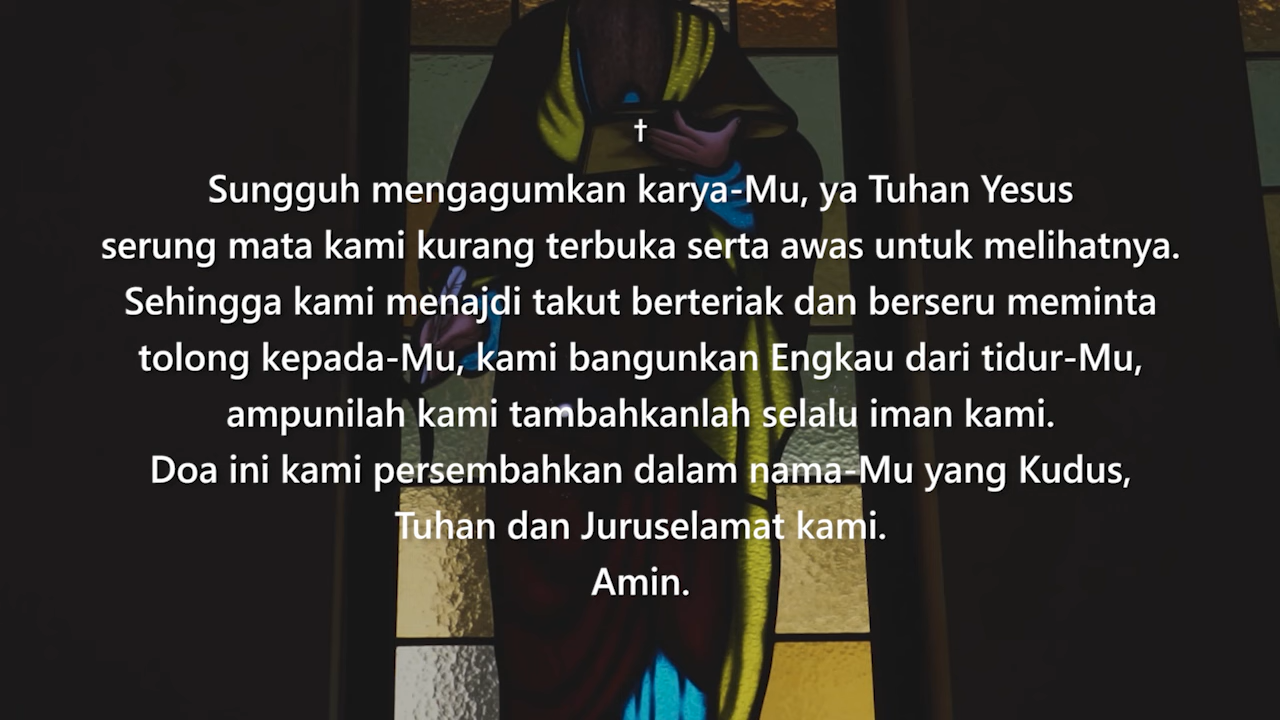 †
Sungguh mengagumkan karya-Mu, ya Tuhan Yesus
serung mata kami kurang terbuka serta awas untuk melihatnya.
Sehingga kami menajdi takut berteriak dan berseru meminta
tolong kepada-Mu, kami bangunkan Engkau dari tidur-Mu,
ampunilah kami tambahkanlah selalu iman kami.
Doa ini kami persembahkan dalam nama-Mu yang Kudus,
Tuhan dan Juruselamat kami.
Amin.